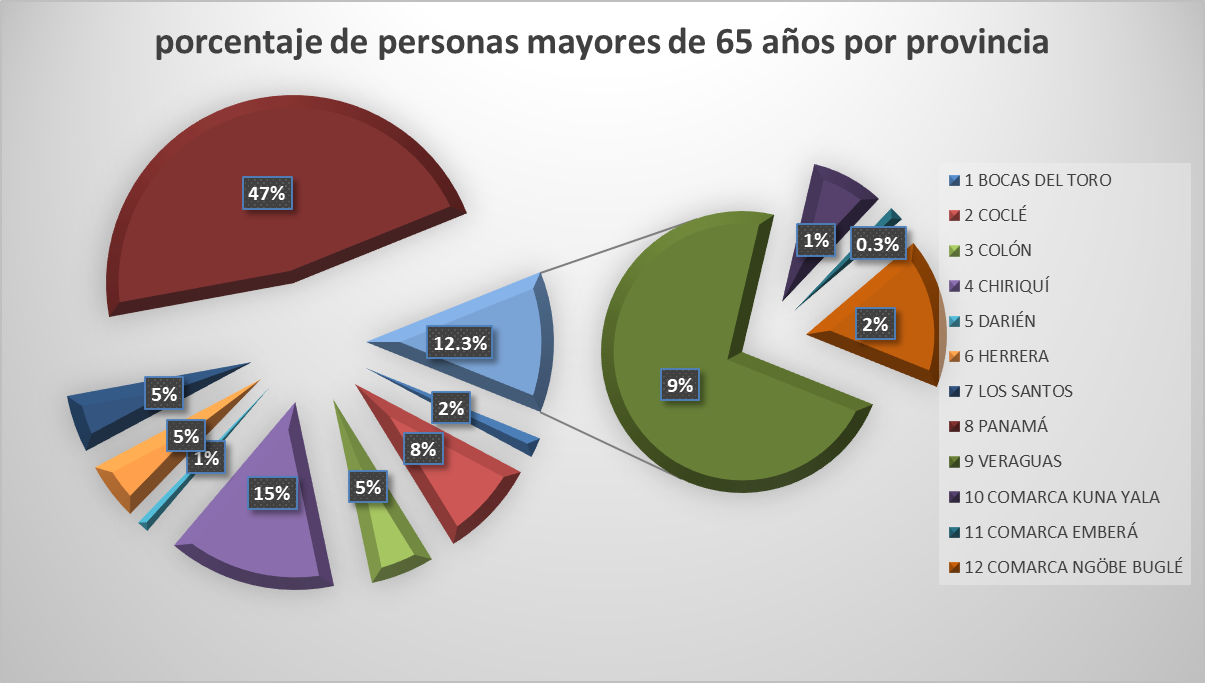 porcentaje de personas mayores de 65 años por provincia
47%
12.3%
2%
8%
5%
15%
1%
5%
5%
9%
1%
0.3%
2%
1 BOCAS DEL TORO
2 COCLÉ
3 COLÓN
4 CHIRIQUÍ
5 DARIÉN
6 HERRERA
7 LOS SANTOS
8 PANAMÁ
9 VERAGUAS
10 COMARCA KUNA YALA
11 COMARCA EMBERÁ
12 COMARCA NGÖBE BUGLÉ